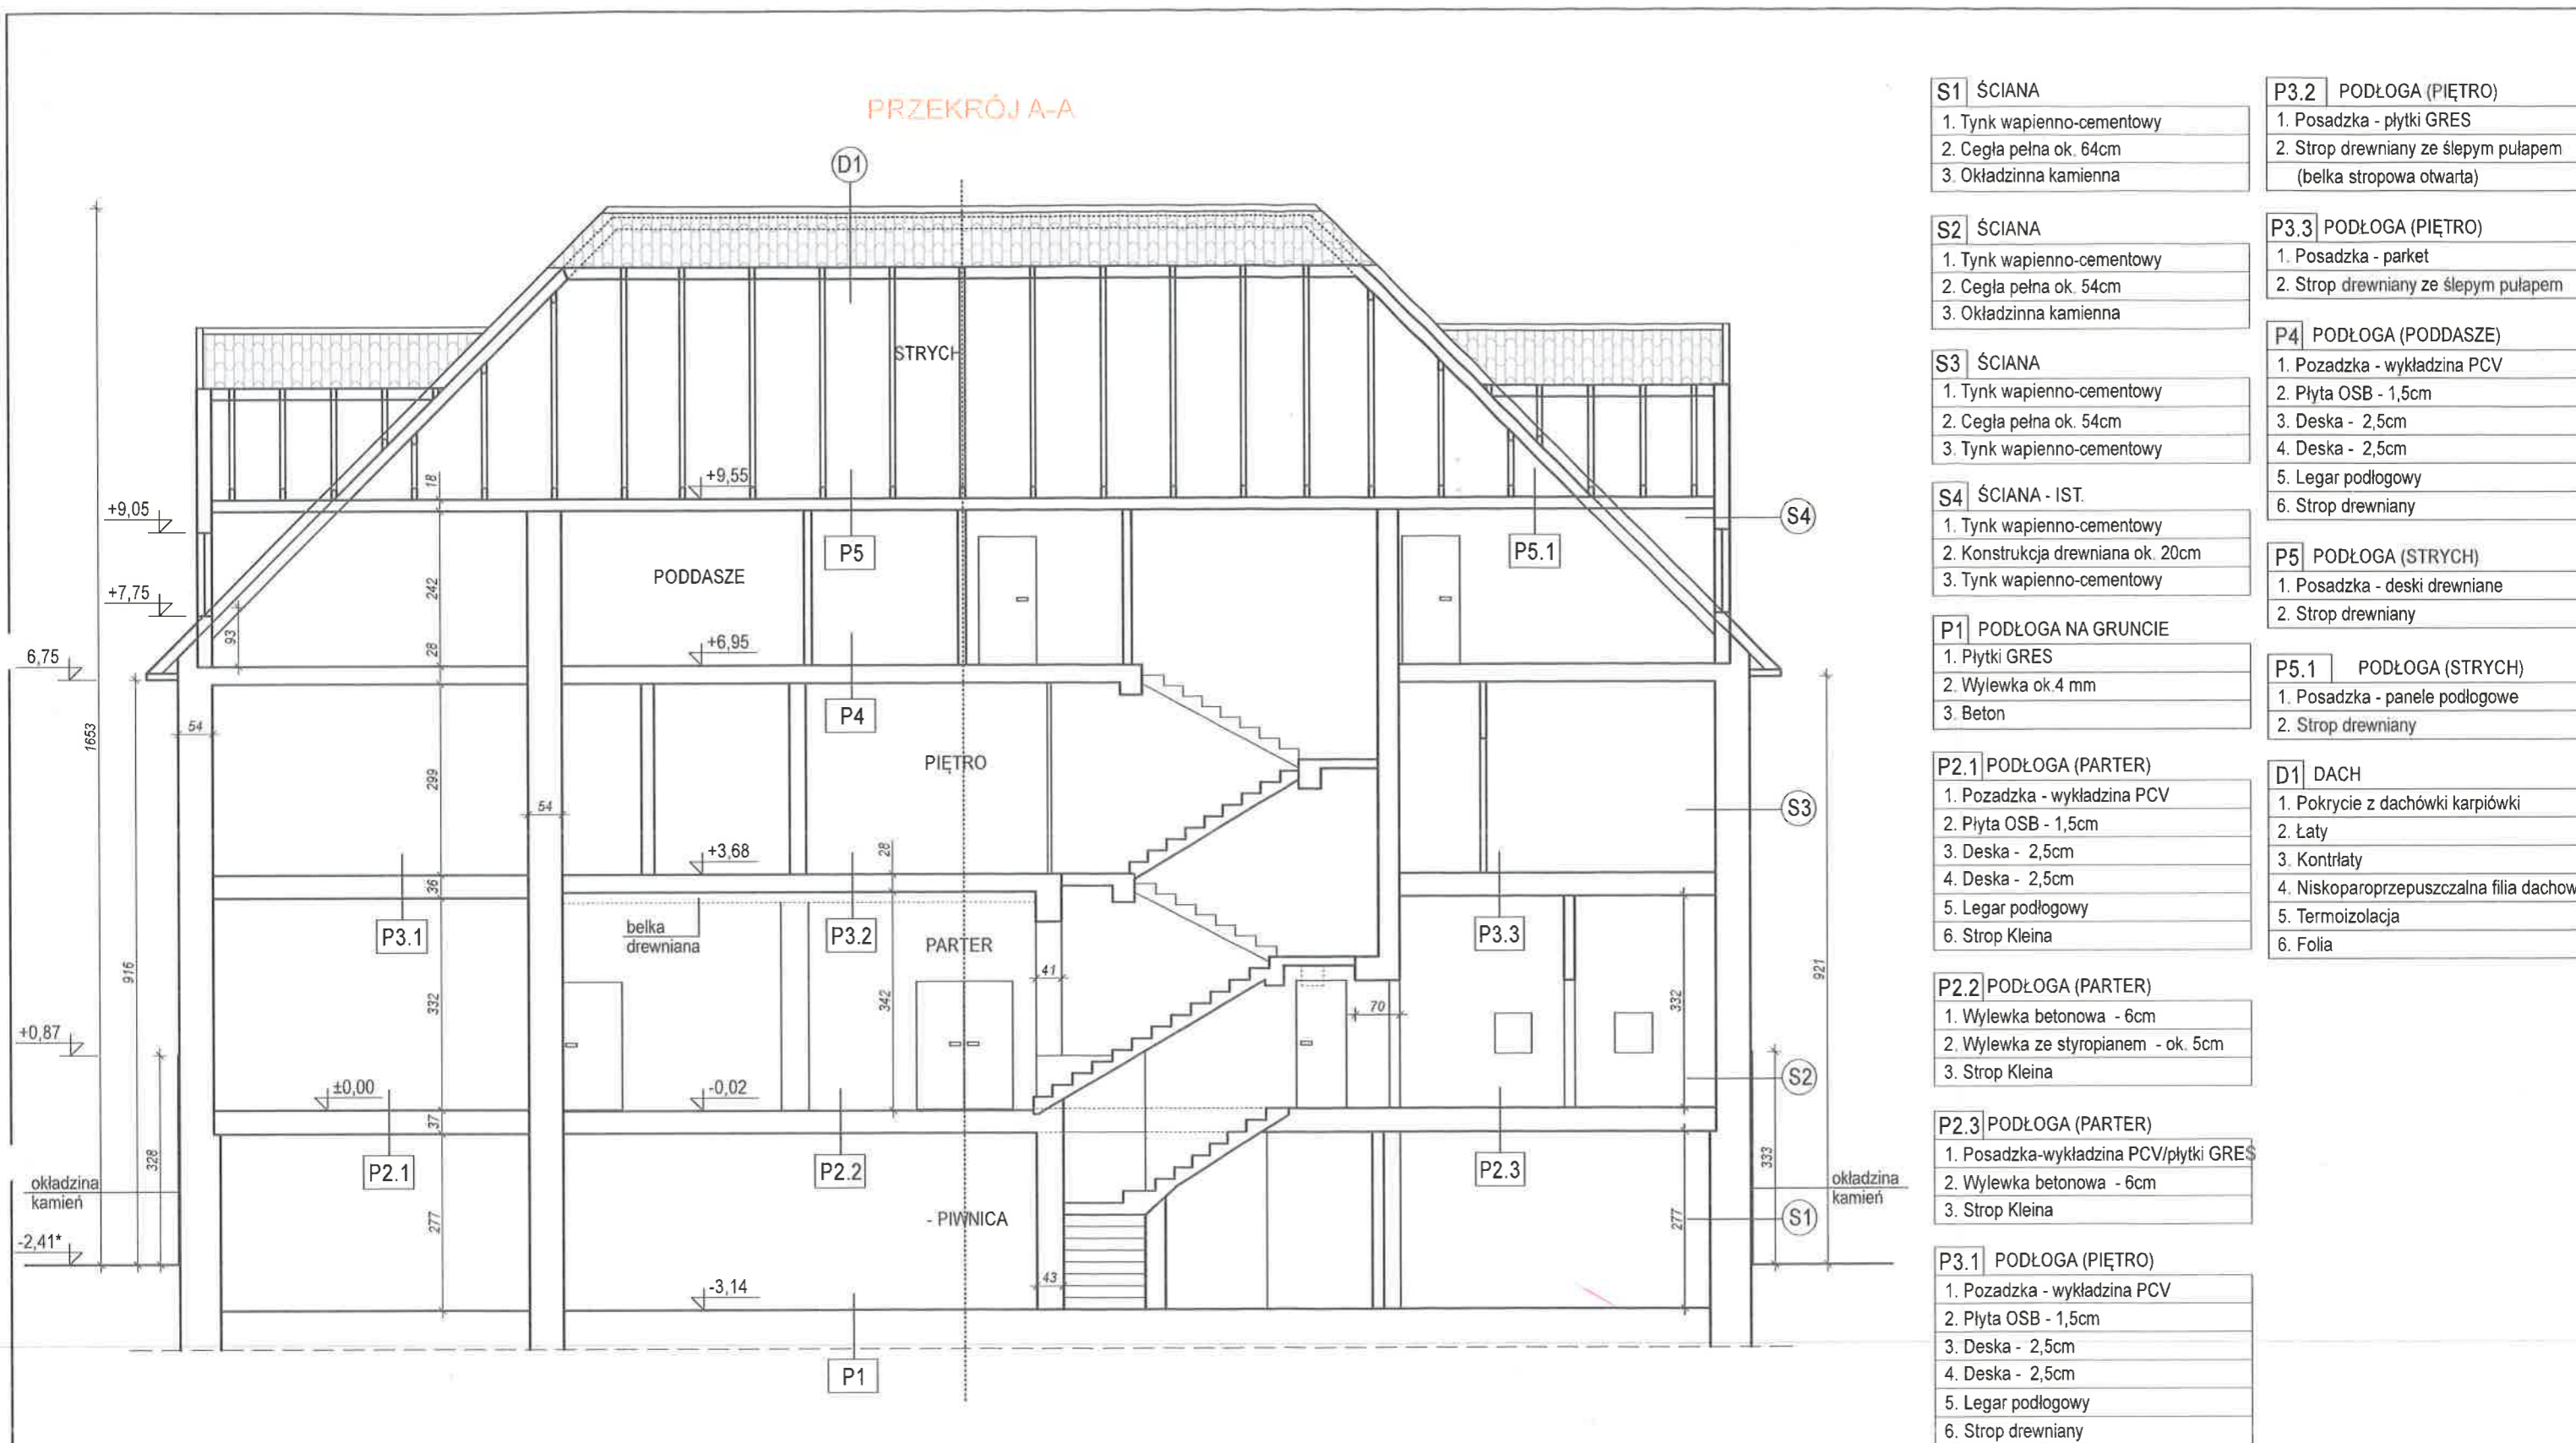 PRZEKRÓJ A-A
D1
STRYCH
+9,55
18
+9,05
+7,75
6,75
S4
P5
P5.1
PODDASZE
242
93
28
+6,95
54
P4
1653
PIĘTRO
299
54
S3
+3,68
28
36
P3.1
belka
drewniana
P3.2
PARTER
P3.3
916
41
921
332
342
70
332
+0,87
±0,00
-0,02
S2
37
P2.1
P2.2
P2.3
328
333
okładzina
kamień
okładzina
kamień
277
- PIWNICA
277
S1
-2,41*
-3,14
43
P1
S1 ŚCIANA
1. Tynk wapienno-cementowy
2. Cegła pełna ok. 64cm
3. Okładzinna kamienna
S2 ŚCIANA
1. Tynk wapienno-cementowy
2. Cegła pełna ok. 54cm
3. Okładzinna kamienna
S3 ŚCIANA
1. Tynk wapienno-cementowy
2. Cegła pełna ok. 54cm
3. Tynk wapienno-cementowy
S4 ŚCIANA - IST.
1. Tynk wapienno-cementowy
2. Konstrukcja drewniana ok. 20cm
3. Tynk wapienno-cementowy
P1 PODŁOGA NA GRUNCIE
1. Płytki GRES
2. Wylewka ok.4 mm
3. Beton
P2.1 PODŁOGA (PARTER)
1. Pozadzka - wykładzina PCV
2. Płyta OSB - 1,5cm
3. Deska - 2,5cm
4. Deska - 2,5cm
5. Legar podłogowy
6. Strop Kleina
P2.2 PODŁOGA (PARTER)
1. Wylewka betonowa - 6cm
2. Wylewka ze styropianem - ok. 5cm
3. Strop Kleina
P2.3 PODŁOGA (PARTER)
1. Posadzka-wykładzina PCV/płytki GRES
2. Wylewka betonowa - 6cm
3. Strop Kleina
P3.1 PODŁOGA (PIĘTRO)
1. Pozadzka - wykładzina PCV
2. Płyta OSB - 1,5cm
3. Deska - 2,5cm
4. Deska - 2,5cm
5. Legar podłogowy
6. Strop drewniany
P3.2 PODŁOGA (PIĘTRO)
1. Posadzka - płytki GRES
2. Strop drewniany ze ślepym pułapem
(belka stropowa otwarta)
P3.3 PODŁOGA (PIĘTRO)
1. Posadzka - parket
2. Strop drewniany ze ślepym pułapem
P4 PODŁOGA (PODDASZE)
1. Pozadzka - wykładzina PCV
2. Płyta OSB - 1,5cm
3. Deska - 2,5cm
4. Deska - 2,5cm
5. Legar podłogowy
6. Strop drewniany
P5 PODŁOGA (STRYCH)
1. Posadzka - deski drewniane
2. Strop drewniany
P5.1 PODŁOGA (STRYCH)
1. Posadzka - panele podłogowe
2. Strop drewniany
D1 DACH
1. Pokrycie z dachówki karpiówki
2. Łaty
3. Kontrłaty
4. Niskoparoprzepuszczalna filia dachow
5. Termoizolacja
6. Folia